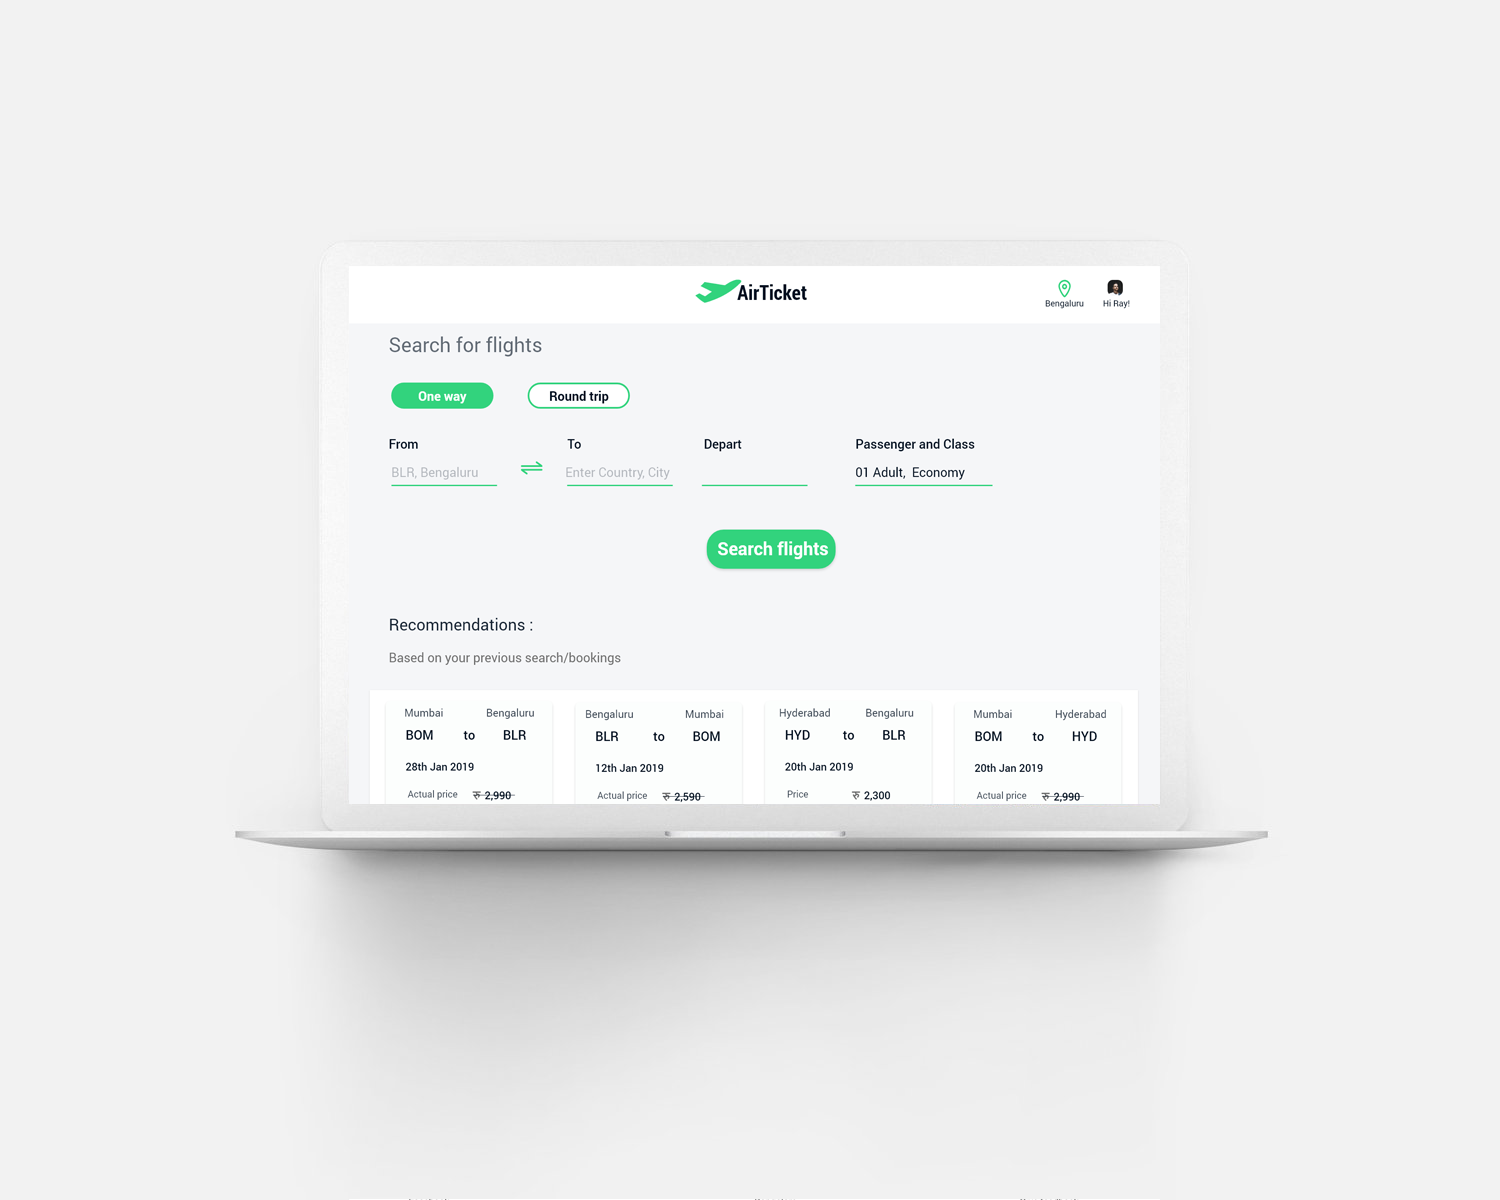 AirTicket
Bengaluru
Hi Ray!
Search for flights
One way
Round trip
From
To
Depart
Passenger and Class
BLR, Bengaluru
Enter Country, City
01 Adult, Economy
Search flights
Recommendations :
Based on your previous search/bookings
Mumbai Bengaluru
BOM to BLR
28th Jan 2019
Actual price रु 2,990
Bengaluru Mumbai
BLR to BOM
12th Jan 2019
Actual price रु 2,590
Hyderabad Bengaluru
HYD to BLR
20th Jan 2019
Price रु 2,300
Mumbai Hyderabad
BOM to HYD
20th Jan 2019
Actual price रु 2,990